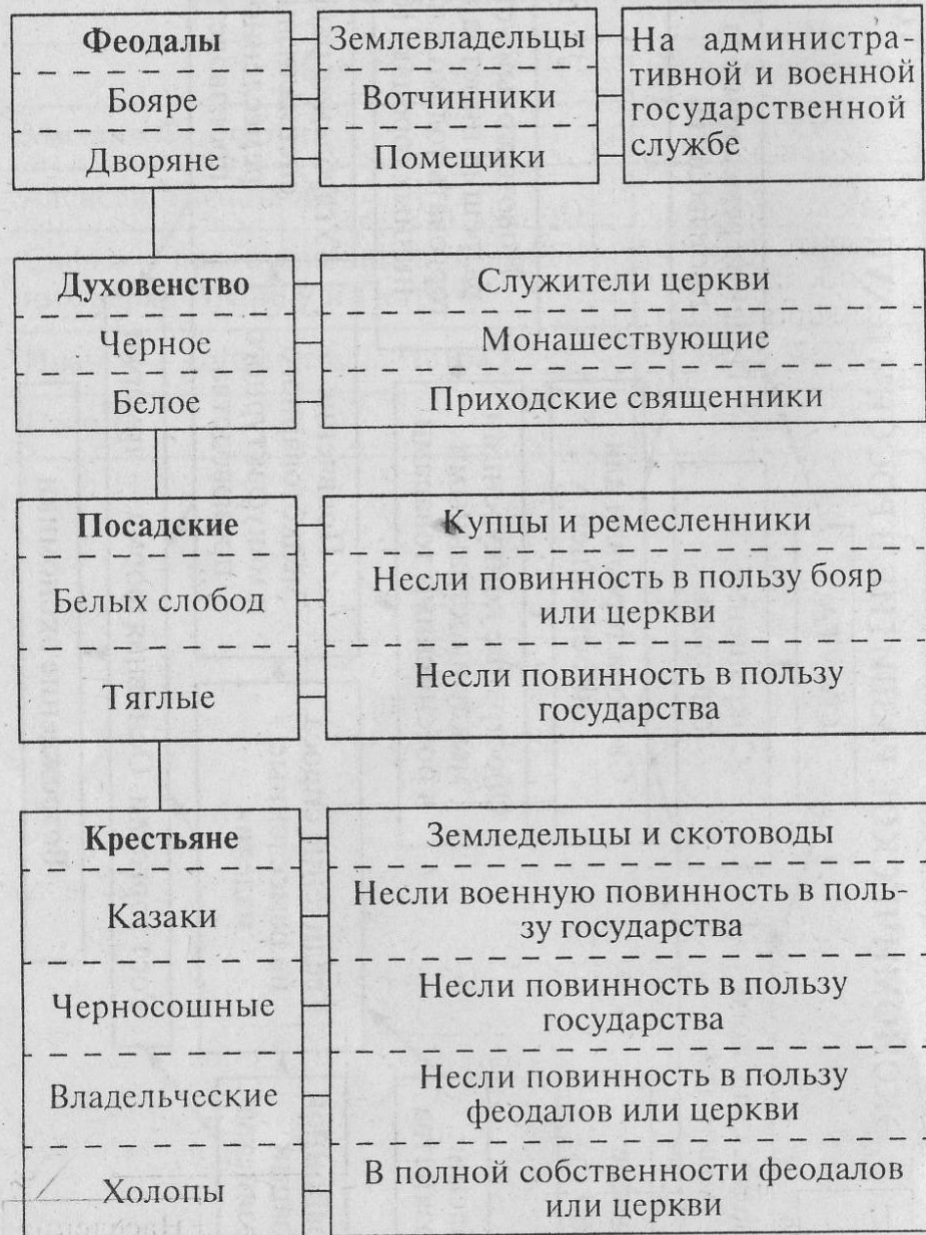 Феодалы
Землевладельцы
На администра-
тивной и военной
государственной
службе
Бояре
Вотчинники
Дворяне
Помещики
Духовенство
Служители церкви
Черное
Монашествующие
Белое
Приходские священники
Посадские
Купцы и ремесленники
Белых слобод
Несли повинность в пользу бояр
или церкви
Тяглые
Несли повинность в пользу
государства
Крестьяне
Земледельцы и скотоводы
Казаки
Несли военную повинность в поль-
зу государства
Черносошные
Несли повинность в пользу
государства
Владельческие
Несли повинность в пользу
феодалов или церкви
Холопы
В полной собственности феодалов
или церкви